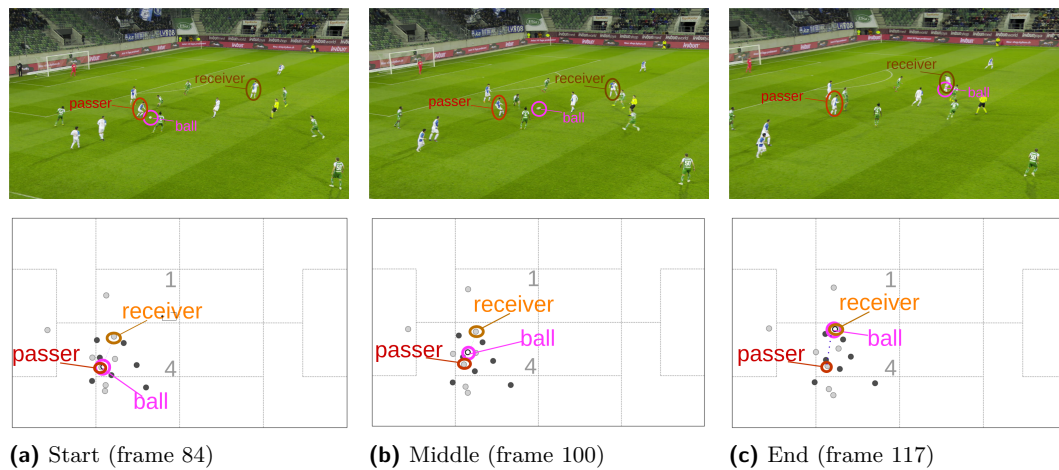 receiver
passer
ball
receiver
passer
ball
receiver
passer
ball
1
receiver
passer
4
ball
1
receiver
ball
passer
4
1
receiver
ball
passer
4
(a) Start (frame 84)
(b) Middle (frame 100)
(c) End (frame 117)